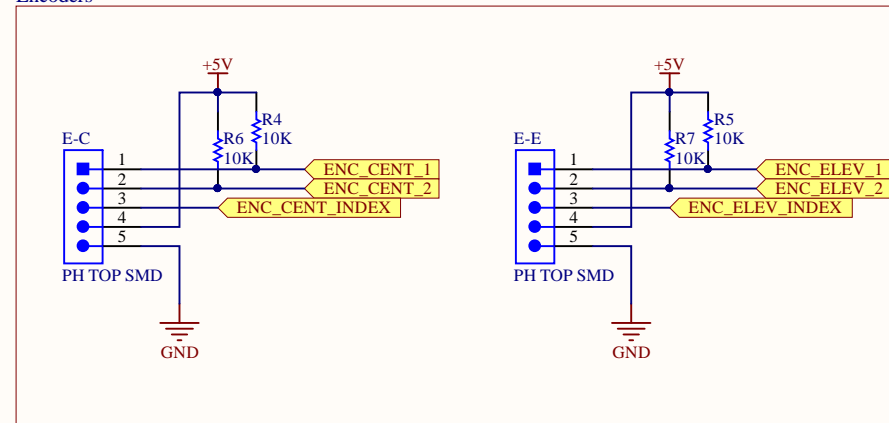 Encoders
+5V
R4
10K
R6
10K
E-C
1
2
3
4
5
ENC_CENT_1
ENC_CENT_2
ENC_CENT_INDEX
PH TOP SMD
GND
+5V
R5
10K
R7
10K
E-E
1
2
3
4
5
ENC_ELEV_1
ENC_ELEV_2
ENC_ELEV_INDEX
PH TOP SMD
GND